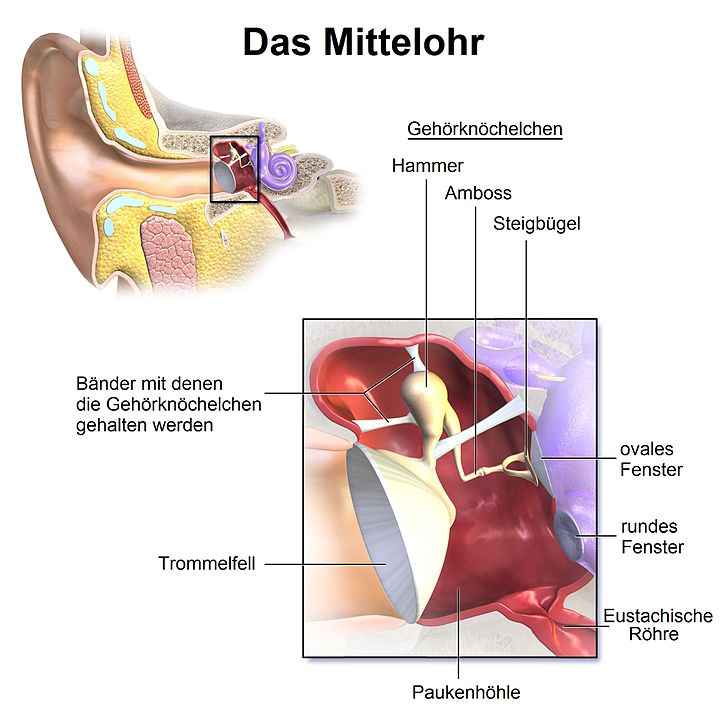 Das Mittelohr
Gehörknöchelchen
Hammer
Amboss
Steigbügel
Bänder mit denen
die Gehörknöchelchen
gehalten werden
ovales
Fenster
rundes
Fenster
Trommelfell
Eustachische
Röhre
Paukenhöhle